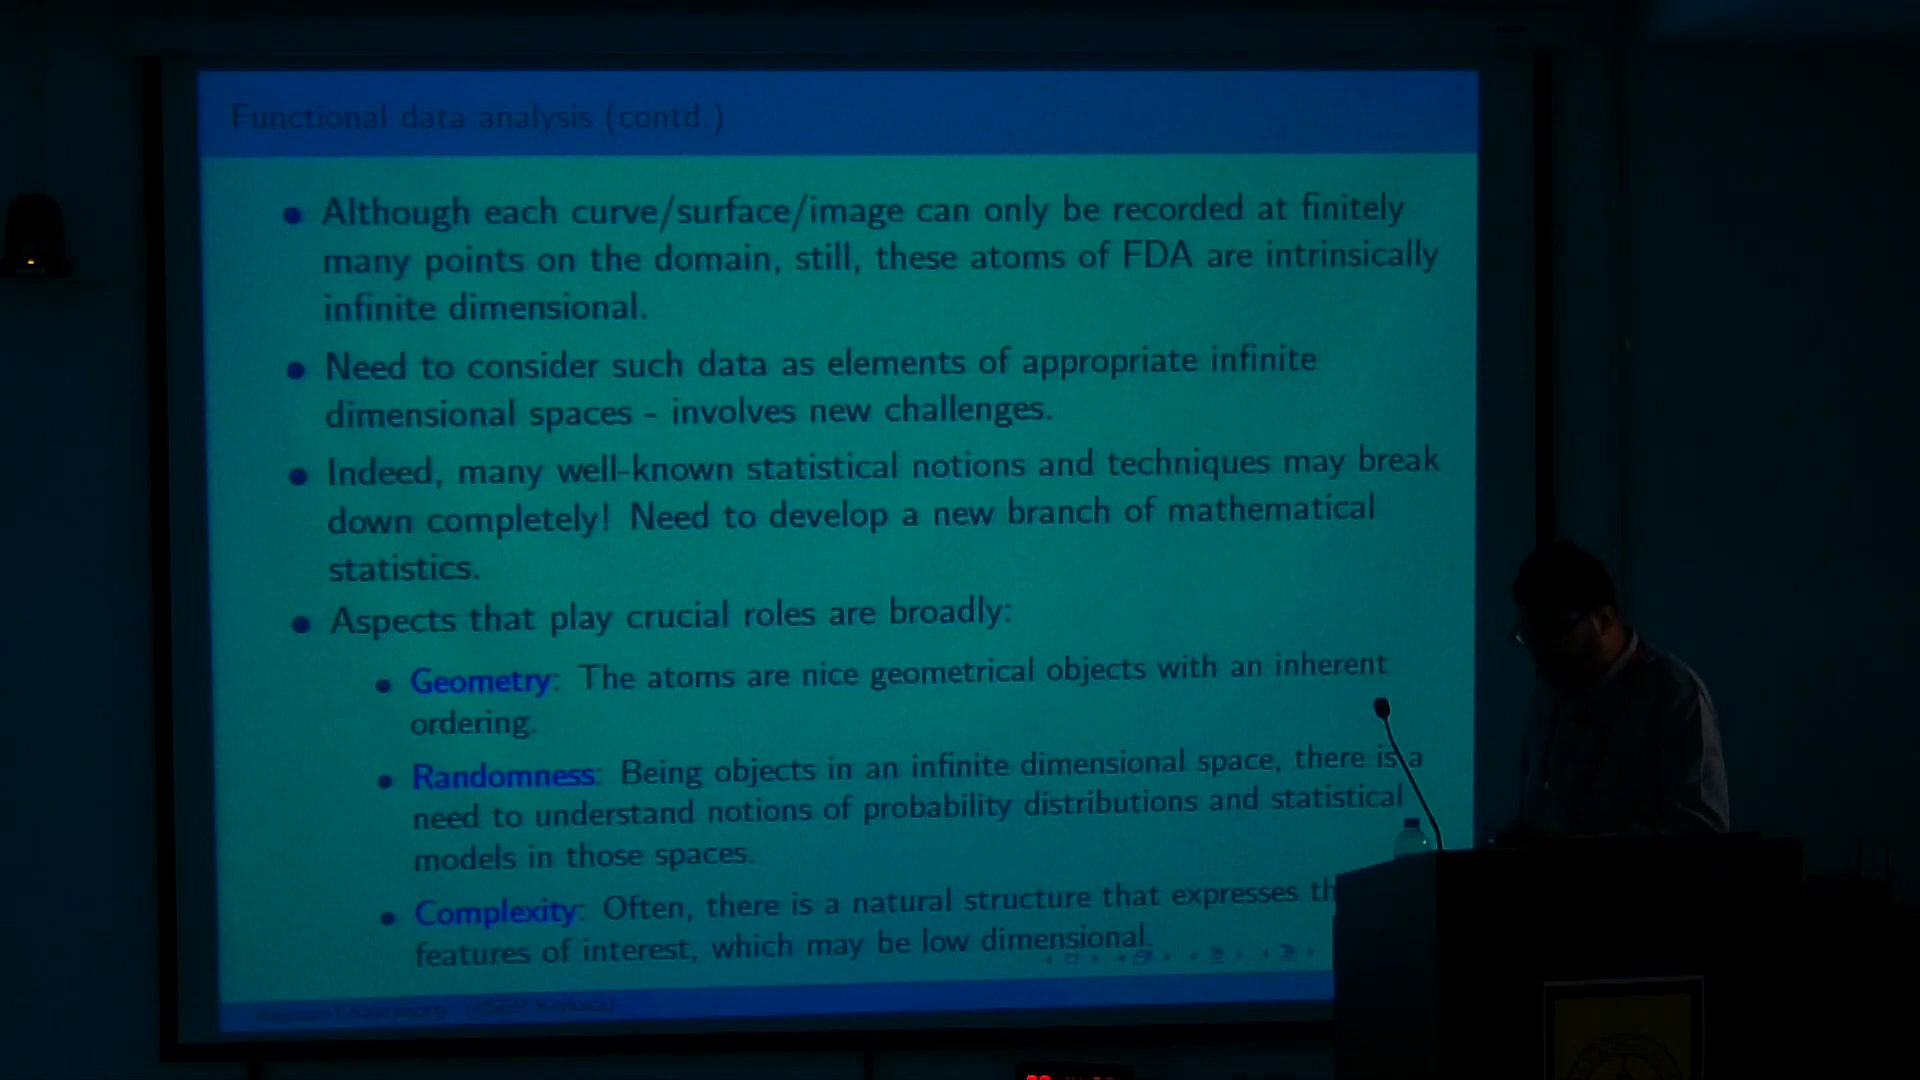 Functional data analysis (contd.)
Although each curve/surface/image can only be recorded at finitely
many points on the domain, still, these atoms of FDA are intrinsically
infinite dimensional.
Need to consider such data as elements of appropriate infinite
dimensional spaces - involves new challenges.
Indeed, many well-known statistical notions and techniques may break
down completely! Need to develop a new branch of mathematical
statistics.
Aspects that play crucial roles are broadly:
Geometry: The atoms are nice geometrical objects with an inherent
ordering.
Randomness: Being objects in an infinite dimensional space, there is a
need to understand notions of probability distributions and statistical
models in those spaces.
Complexity: Often, there is a natural structure that expresses
features of interest, which may be low dimensional.
(IISER Kolkata)